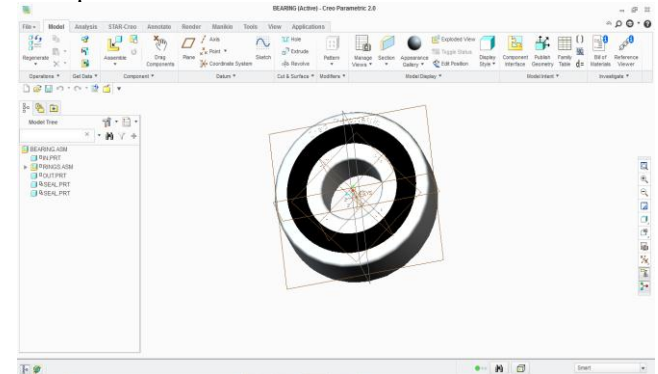 BEARING (Active) - Creo Parametric 2.0
File Model Analysis STAR-Creo Annotate Render Manikin Tools View Applications
Regenerate Assemble Drag Components Plane Axis Point Coordinate System Sketch Hole Extrude Revolve Pattern Manage Views Section Appearance Gallery Exploded View Toggle Status Edit Position Display Style Component Interface Publish Geometry Family Table d= Bill of Materials Reference Viewer
Operations Get Data Component Datum Cut & Surface Modifiers Model Display Model Intent Investigate
Model Tree
BEARING.ASM
IN.PRT
RINGS.ASM
OUT.PRT
SEAL.PRT
SEAL.PRT
Smart